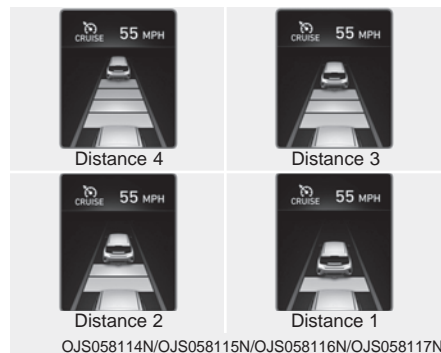 CRUISE 55 MPH
CRUISE 55 MPH
Distance 4
Distance 3
CRUISE 55 MPH
CRUISE 55 MPH
Distance 2
Distance 1
OJS058114N/OJS058115N/OJS058116N/OJS058117N